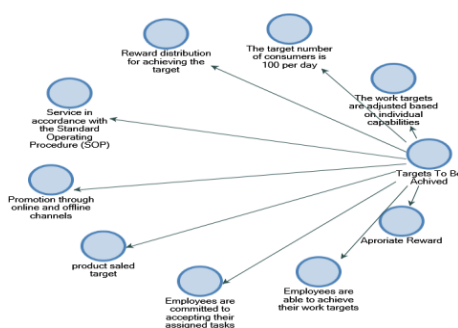 Reward distribution
for achieving the
target
The target number
of consumers is
100 per day
The work targets
are adjusted based
on individual
capabilities
Service in
accordance with
the Standard
Operating
Procedure (SOP)
Targets To Be
Achived
Promotion through
online and offline
channels
Aproriate Reward
product saled
target
Employees are
committed to
accepting their
assigned tasks
Employees are
able to achieve
their work targets